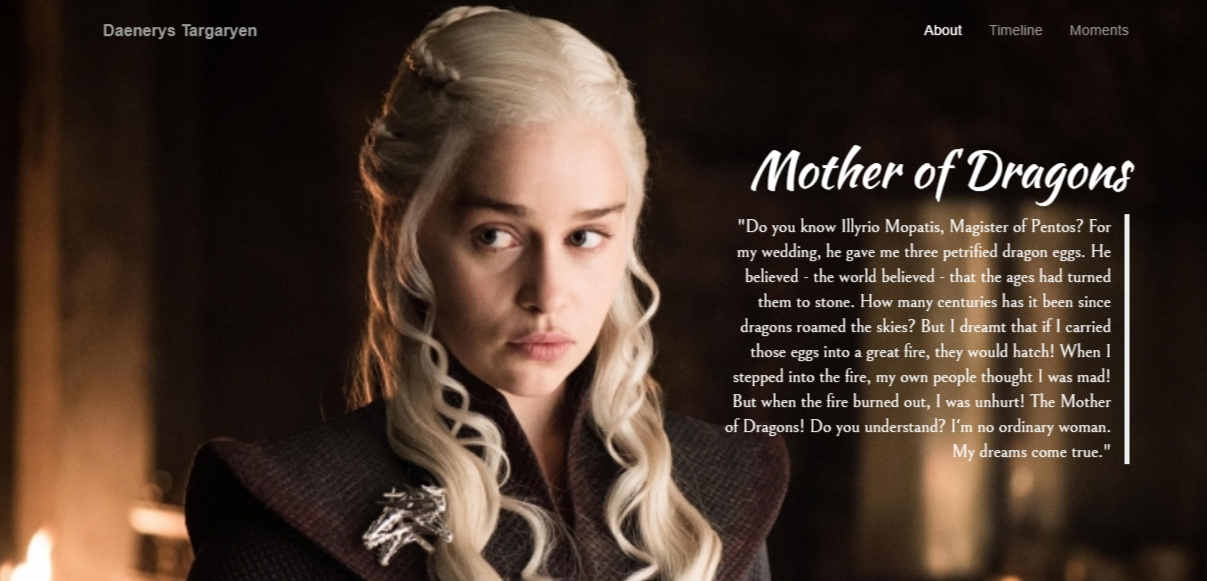 Daenerys Targaryen
About Timeline Moments
Mother of Dragons
"Do you know Illyrio Mopatis, Magister of Pentos? For
my wedding, he gave me three petrified dragon eggs. He
believed - the world believed - that the ages had turned
them to stone. How many centuries has it been since
dragons roamed the skies? But I dreamt that if I carried
those eggs into a great fire, they would hatch! When I
stepped into the fire, my own people thought I was mad!
But when the fire burned out, I was unhurt! The Mother
of Dragons! Do you understand? I'm no ordinary woman.
My dreams come true."